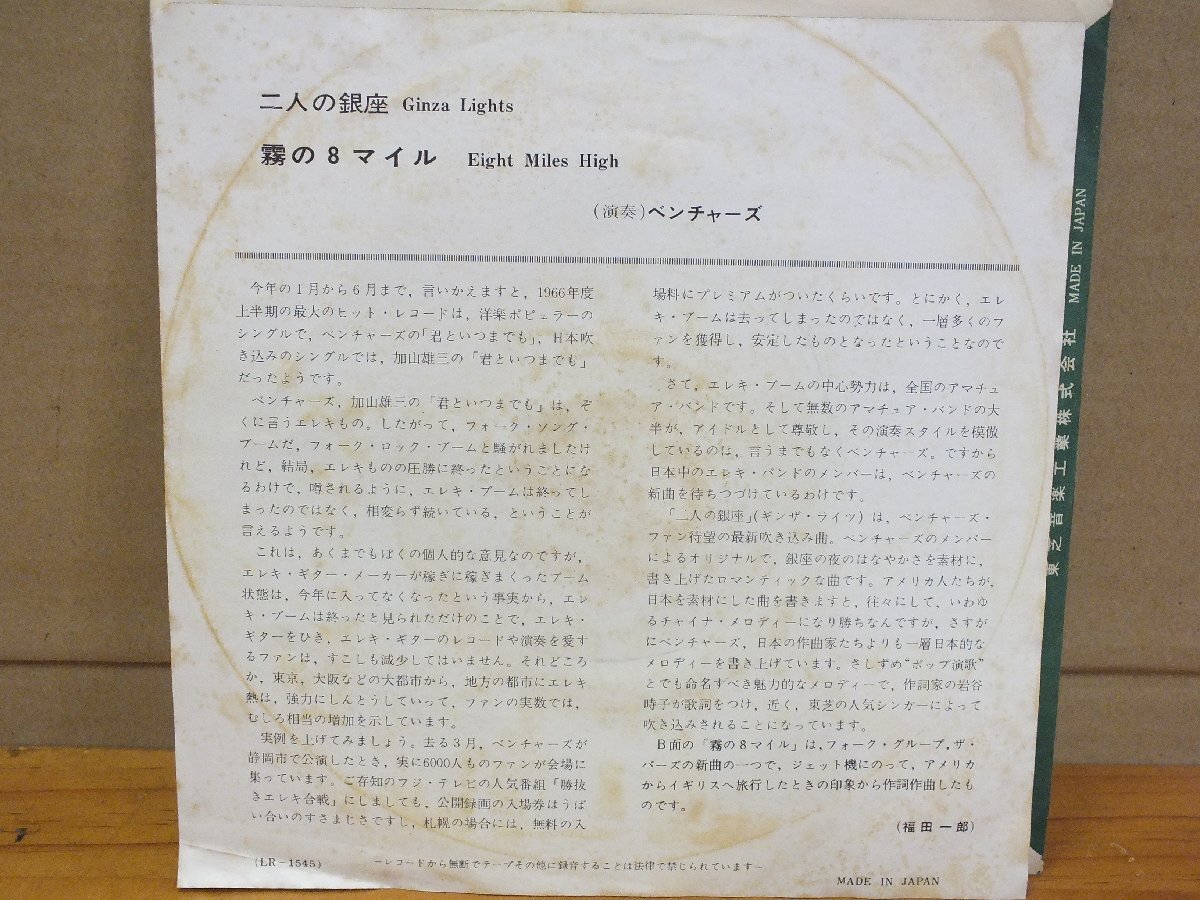 二人の銀座 Ginza Lights
霧の8マイル Eight Miles High
(演奏)ベンチャーズ
今年の1月から6月まで,言いかえますと,1966年度
上半期の最大のヒット・レコードは,洋楽ポピュラーの
シングルで,ベンチャーズの「君といつまでも」,日本吹
き込みのシングルでは,加山雄三の「君といつまでも」
だったようです。
ベンチャーズ,加山雄三の「君といつまでも」は,ぞ
くに言うエレキもの。したがって,フォーク・ソング・
ブームだ,フォーク・ロック・ブームと騒がれましたけ
れど,結局,エレキものの圧勝に終ったということにな
るわけで,噂されるように,エレキ・ブームは終ってし
まったのではなく,相変らず続いている,ということが
言えるようです。
これは,あくまでもぼくの個人的な意見なのですが,
エレキ・ギター・メーカーが稼ぎに稼ぎまくったブーム
状態は,今年に入ってなくなったという事実から,エレ
キ・ブームは終ったと見られただけのことで,エレキ・
ギターをひき,エレキ・ギターのレコードや演奏を愛す
るファンは,すこしも減少してはいません。それどころ
か,東京,大阪などの大都市から,地方の都市にエレキ
熱は,強力にしんとうしていって,ファンの実数では,
むしろ相当の増加を示しています。
実例を上げてみましょう。去る3月,ベンチャーズが
静岡市で公演したとき,実に6000人ものファンが会場に
集っています。ご存知のフジ・テレビの人気番組「勝抜
きエレキ合戦」にしましても,公開録画の入場券はうば
い合いのすさまじさですし,札幌の場合には,無料の入
場料にプレミアムがついたくらいです。とにかく,エレ
キ・ブームは去ってしまったのではなく,一層多くのフ
ァンを獲得し,安定したものとなったということなので
す。
さて,エレキ・ブームの中心勢力は,全国のアマチュ
ア・バンドです。そして無数のアマチュア・バンドの大
半が,アイドルとして尊敬し,その演奏スタイルを模倣
しているのは,言うまでもなくベンチャーズ。ですから
日本中のエレキ・バンドのメンバーは,ベンチャーズの
新曲を待ちつづけているわけです。
「二人の銀座」(ギンザ・ライツ)は,ベンチャーズ・
ファン待望の最新吹き込み曲。ベンチャーズのメンバー
によるオリジナルで,銀座の夜のはなやかさを素材に,
書き上げたロマンティックな曲です。アメリカ人たちが,
日本を素材にした曲を書きますと,往々にして,いわゆ
るチャイナ・メロディーになり勝ちなんですが,さすが
にベンチャーズ,日本の作曲家たちよりも一層日本的な
メロディーを書き上げています。さしずめ“ポップ演歌”
とでも命名すべき魅力的なメロディーで,作詞家の岩谷
時子が歌詞をつけ,近く,東芝の人気シンガーによって
吹き込みされることになっています。
B面の「霧の8マイル」は,フォーク・グループ,ザ・
バーズの新曲の一つで,ジェット機にのって,アメリカ
からイギリスへ旅行したときの印象から作詞作曲したも
のです。
(福田一郎)
(LR-1545)
—レコードから無断でテープその他に録音することは法律で禁じられています—
MADE IN JAPAN
東芝音楽工業株式会社 MADE IN JAPAN